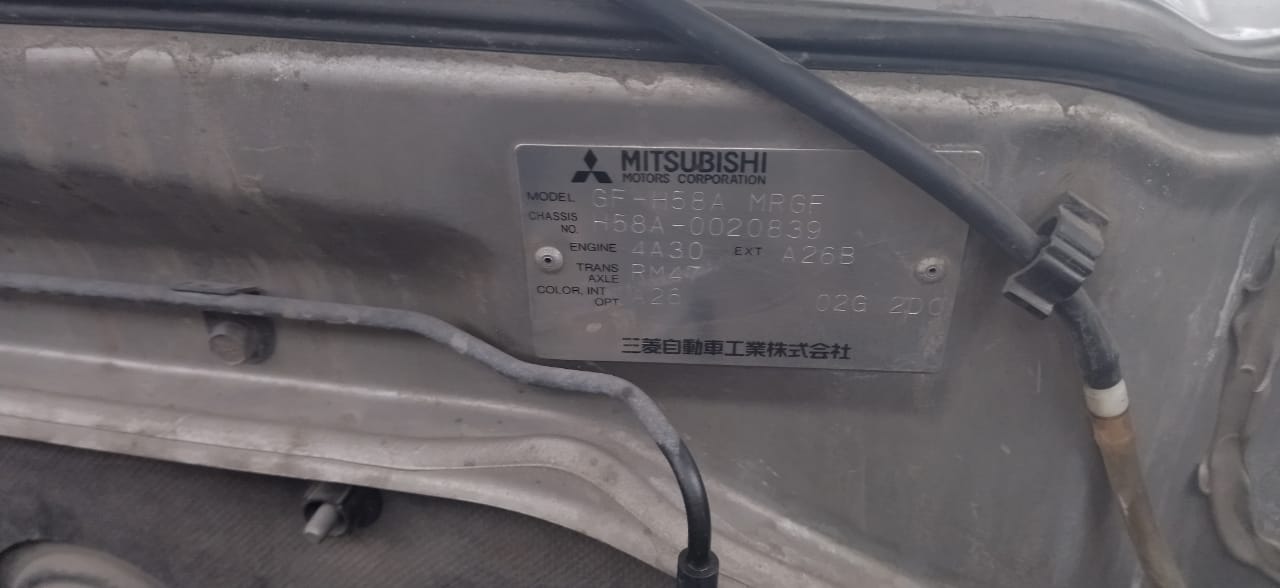 MITSUBISHI
MOTORS CORPORATION
MODEL GF-H58A MRGF
CHASSIS NO. H58A-0020839
ENGINE 4A30 EXT A26B
TRANS AXLE
COLOR, INT OPT A26 02G 2D0
三菱自動車工業株式会社